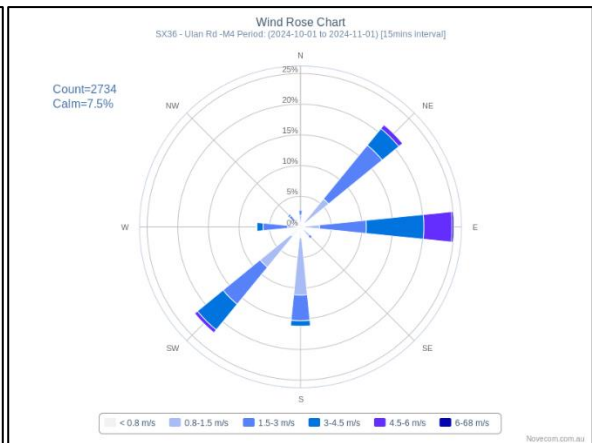 Wind Rose Chart
SX36 - Ulan Rd -M4 Period: (2024-10-01 to 2024-11-01) [15mins interval]
N
Count=2734
Calm=7.5%
25%
20%
15%
10%
5%
0%
NW
NE
W
E
SW
SE
S
< 0.8 m/s
0.8-1.5 m/s
1.5-3 m/s
3-4.5 m/s
4.5-6 m/s
6-68 m/s
Novecom.com.au